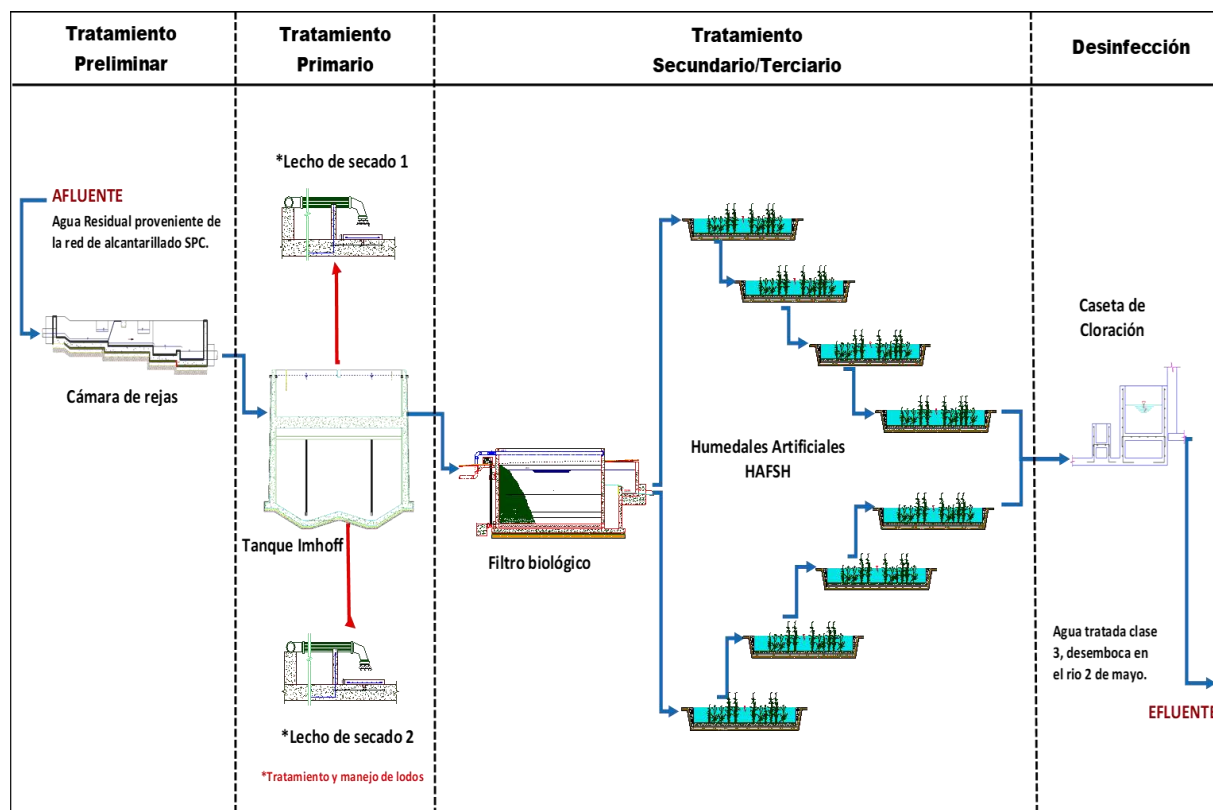 Tratamiento
Preliminar
Tratamiento
Primario
Tratamiento
Secundario/Terciario
Desinfección
AFLUENTE
Agua Residual proveniente de
la red de alcantarillado SPC.
Cámara de rejas
*Lecho de secado 1
Tanque Imhoff
*Lecho de secado 2
*Tratamiento y manejo de lodos
Filtro biológico
Humedales Artificiales
HAFSH
Caseta de
Cloración
Agua tratada clase
3, desemboca en
el rio 2 de mayo.
EFLUENTE